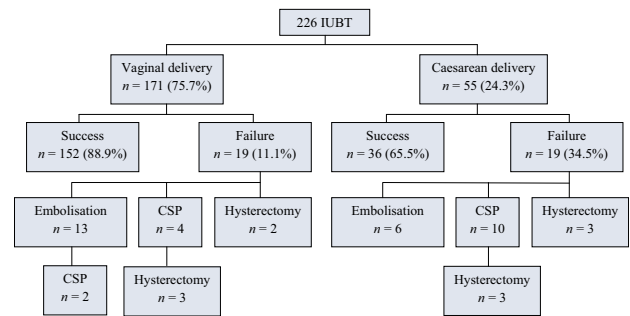 226 IUBT
Vaginal delivery
n = 171 (75.7%)
Caesarean delivery
n = 55 (24.3%)
Success
n = 152 (88.9%)
Failure
n = 19 (11.1%)
Success
n = 36 (65.5%)
Failure
n = 19 (34.5%)
Embolisation
n = 13
CSP
n = 4
Hysterectomy
n = 2
Embolisation
n = 6
CSP
n = 10
Hysterectomy
n = 3
CSP
n = 2
Hysterectomy
n = 3
Hysterectomy
n = 3